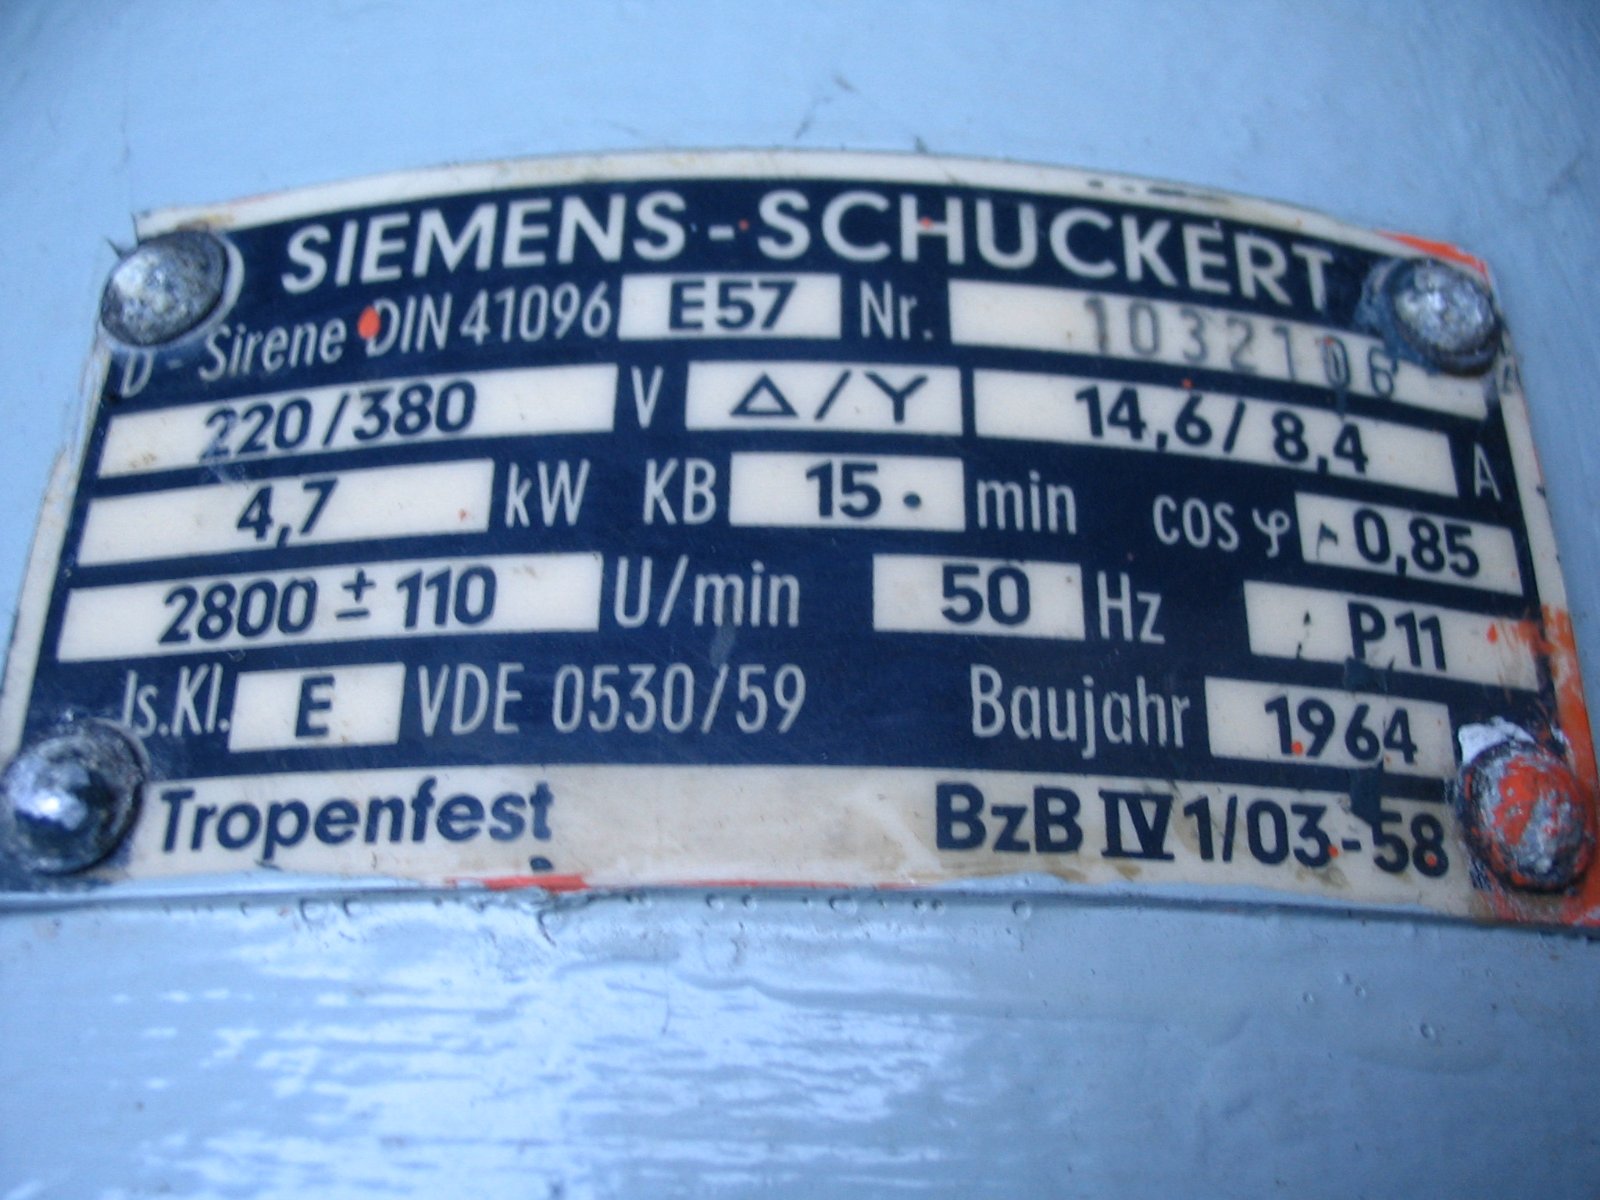 SIEMENS-SCHUCKERT
D-Sirene DIN 41096 E57 Nr. 1032106
220/380 V Δ/Y 14,6/8,4 A
4,7 kW KB 15. min cos φ ~0,85
2800 ± 110 U/min 50 Hz P.11
Js.Kl. E VDE 0530/59 Baujahr 1964
Tropenfest BzB IV 1/03-58